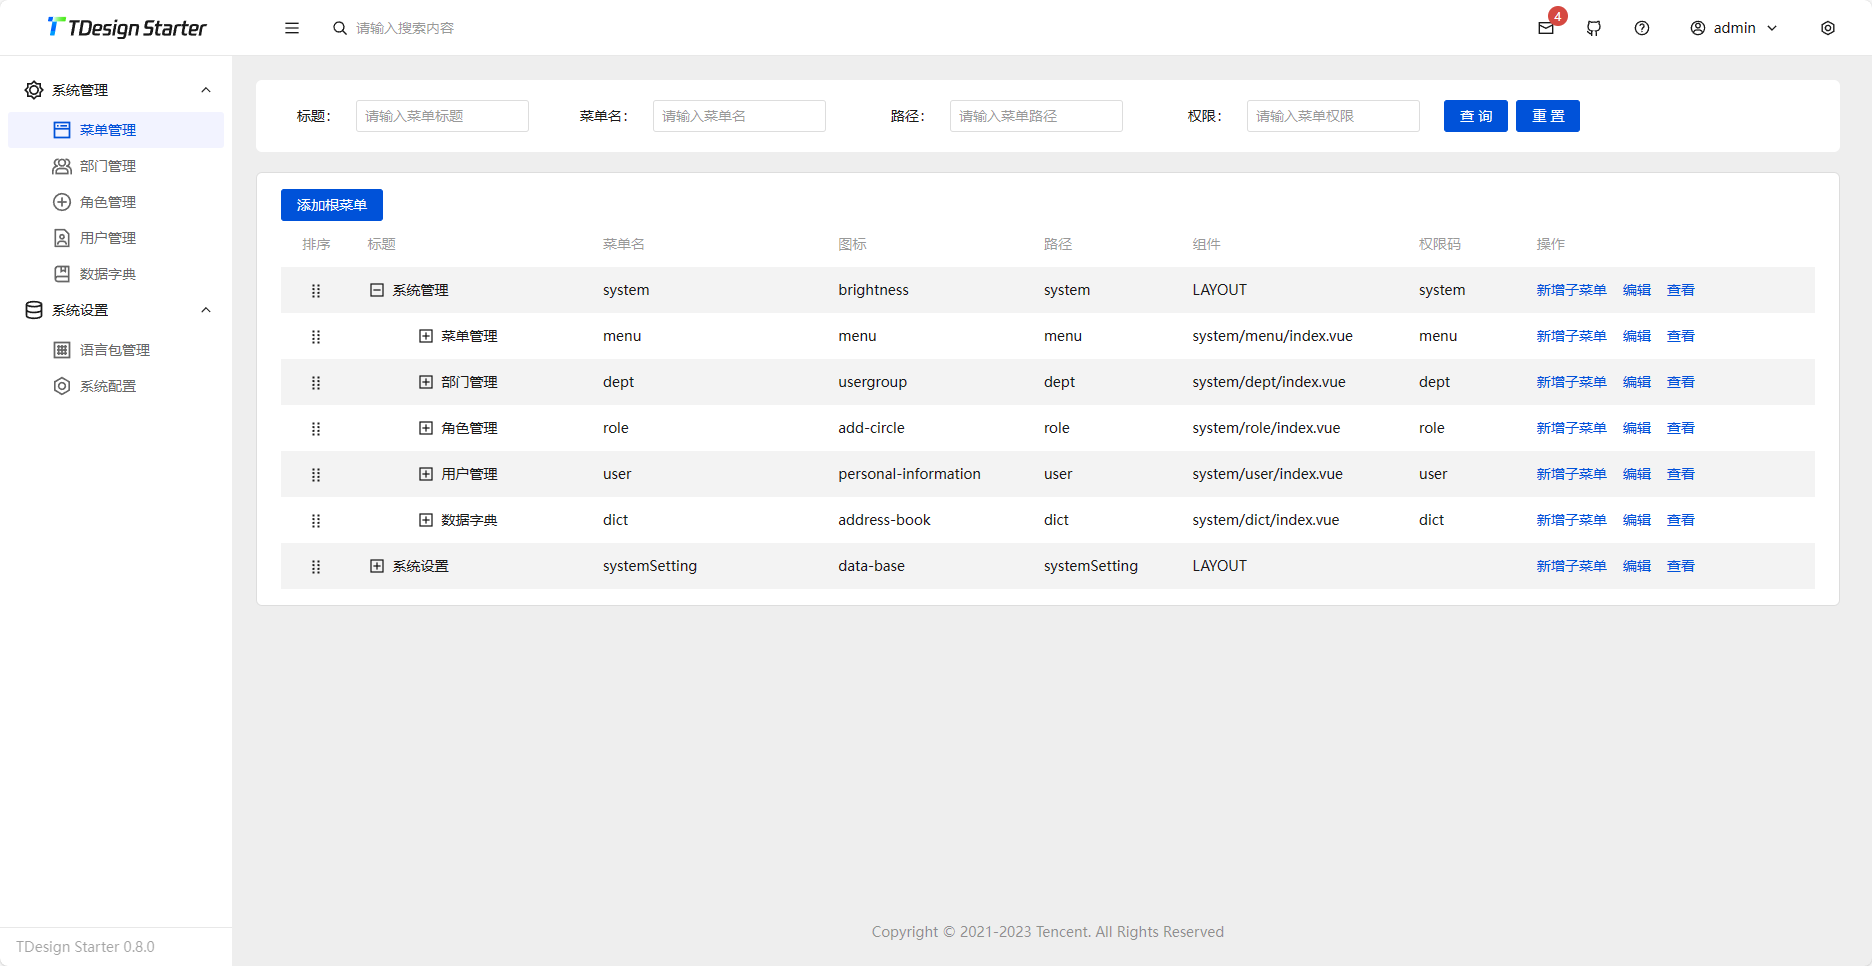 TDesign Starter
请输入搜索内容
4
admin
系统管理
菜单管理
部门管理
角色管理
用户管理
数据字典
系统设置
语言包管理
系统配置
标题： 请输入菜单标题 菜单名： 请输入菜单名 路径： 请输入菜单路径 权限： 请输入菜单权限 查 询 重 置
添加根菜单
排序 标题 菜单名 图标 路径 组件 权限码 操作
系统管理 system brightness system LAYOUT system 新增子菜单 编辑 查看
菜单管理 menu menu menu system/menu/index.vue menu 新增子菜单 编辑 查看
部门管理 dept usergroup dept system/dept/index.vue dept 新增子菜单 编辑 查看
角色管理 role add-circle role system/role/index.vue role 新增子菜单 编辑 查看
用户管理 user personal-information user system/user/index.vue user 新增子菜单 编辑 查看
数据字典 dict address-book dict system/dict/index.vue dict 新增子菜单 编辑 查看
系统设置 systemSetting data-base systemSetting LAYOUT 新增子菜单 编辑 查看
Copyright © 2021-2023 Tencent. All Rights Reserved
TDesign Starter 0.8.0